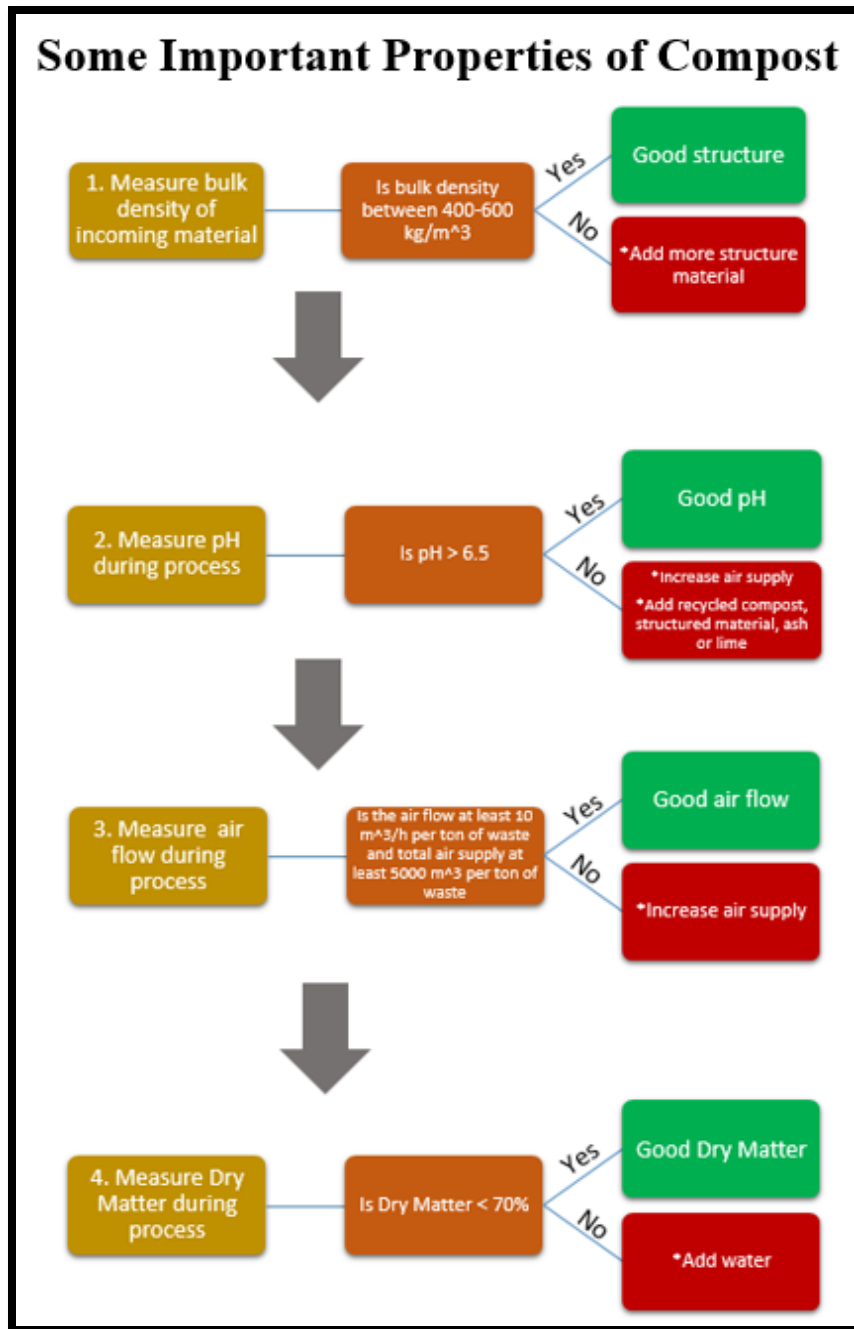 Some Important Properties of Compost
1. Measure bulk
density of
incoming material
Is bulk density
between 400-600
kg/m^3
Yes
Good structure
No
*Add more structure
material
2. Measure pH
during process
Is pH > 6.5
Yes
Good pH
No
*Increase air supply
*Add recycled compost,
structured material, ash
or lime
3. Measure air
flow during
process
Is the air flow at least 10
m^3/h per ton of waste
and total air supply at
least 5000 m^3 per ton of
waste
Yes
Good air flow
No
*Increase air supply
4. Measure Dry
Matter during
process
Is Dry Matter < 70%
Yes
Good Dry Matter
No
*Add water